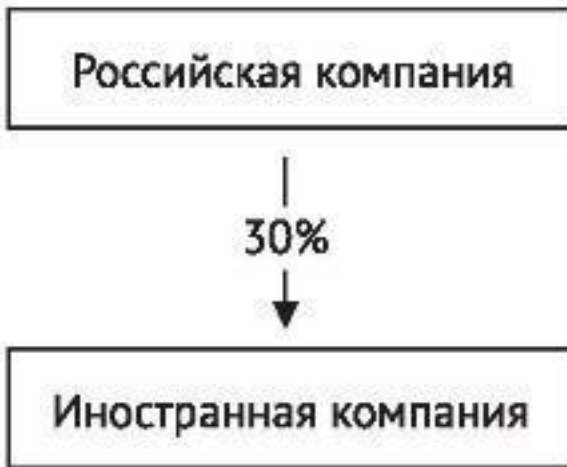 Российская компания
30%
Иностранная компания